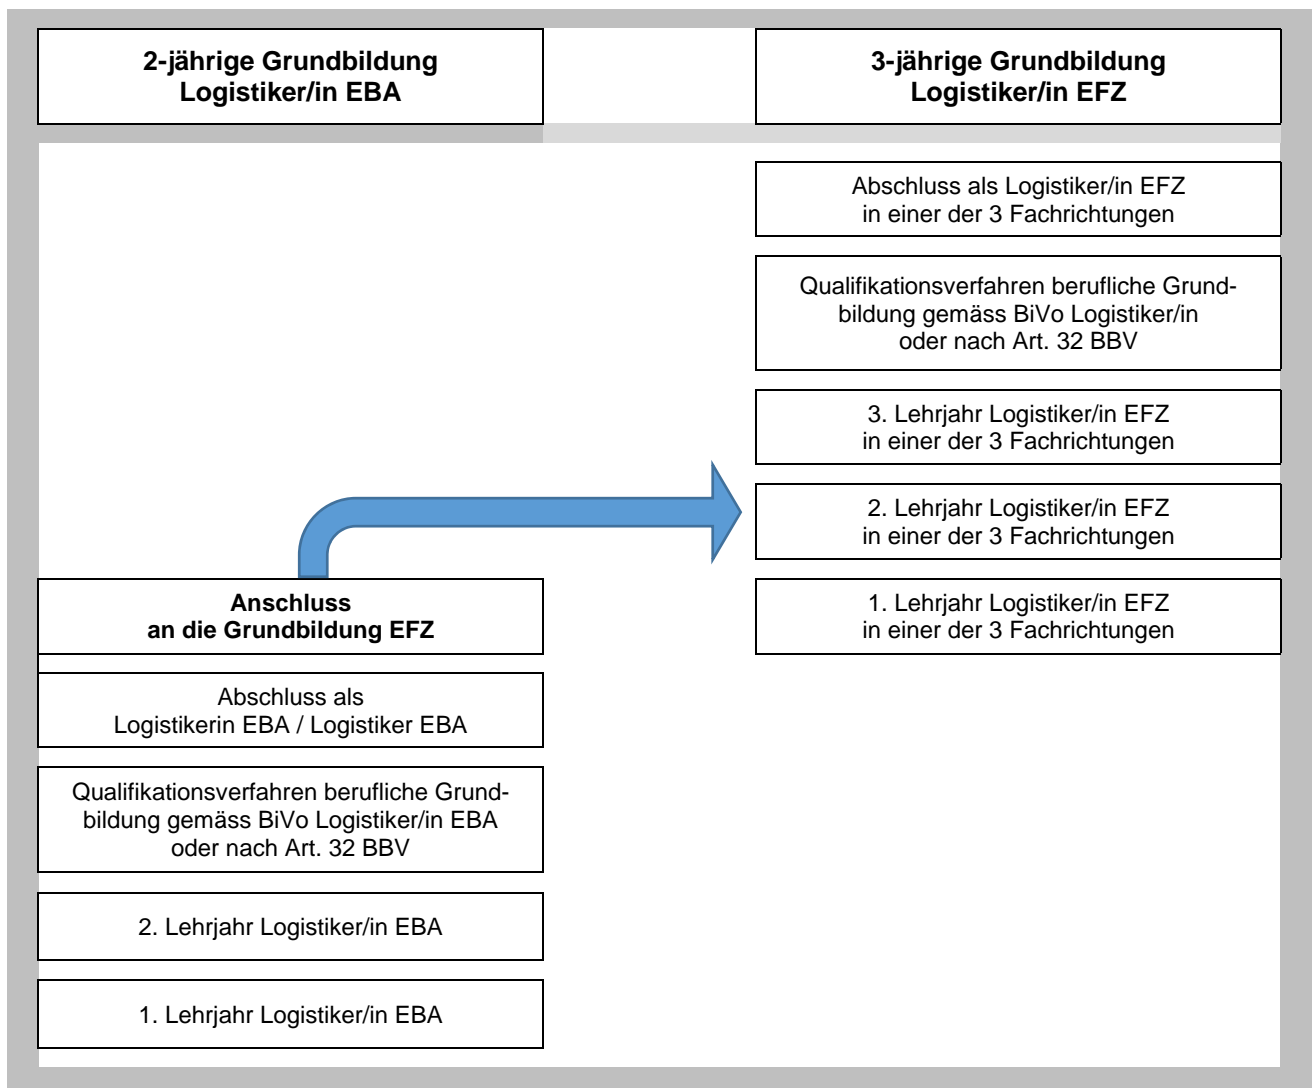 2-jährige Grundbildung
Logistiker/in EBA
3-jährige Grundbildung
Logistiker/in EFZ
Abschluss als Logistiker/in EFZ
in einer der 3 Fachrichtungen
Qualifikationsverfahren berufliche Grund-
bildung gemäss BiVo Logistiker/in
oder nach Art. 32 BBV
3. Lehrjahr Logistiker/in EFZ
in einer der 3 Fachrichtungen
2. Lehrjahr Logistiker/in EFZ
in einer der 3 Fachrichtungen
1. Lehrjahr Logistiker/in EFZ
in einer der 3 Fachrichtungen
Anschluss
an die Grundbildung EFZ
Abschluss als
Logistikerin EBA / Logistiker EBA
Qualifikationsverfahren berufliche Grund-
bildung gemäss BiVo Logistiker/in EBA
oder nach Art. 32 BBV
2. Lehrjahr Logistiker/in EBA
1. Lehrjahr Logistiker/in EBA